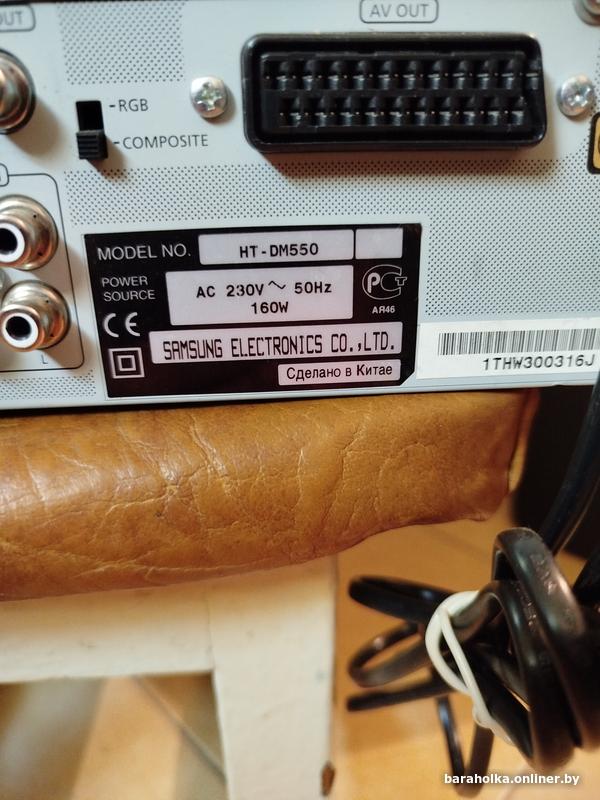 OUT
AV OUT
RGB
COMPOSITE
MODEL NO.
HT-DM550
POWER
SOURCE
AC 230V ~ 50Hz
160W
АЯ46
CE
SAMSUNG ELECTRONICS CO.,LTD.
Сделано в Китае
1THW300316J
L
baraholka.onliner.by